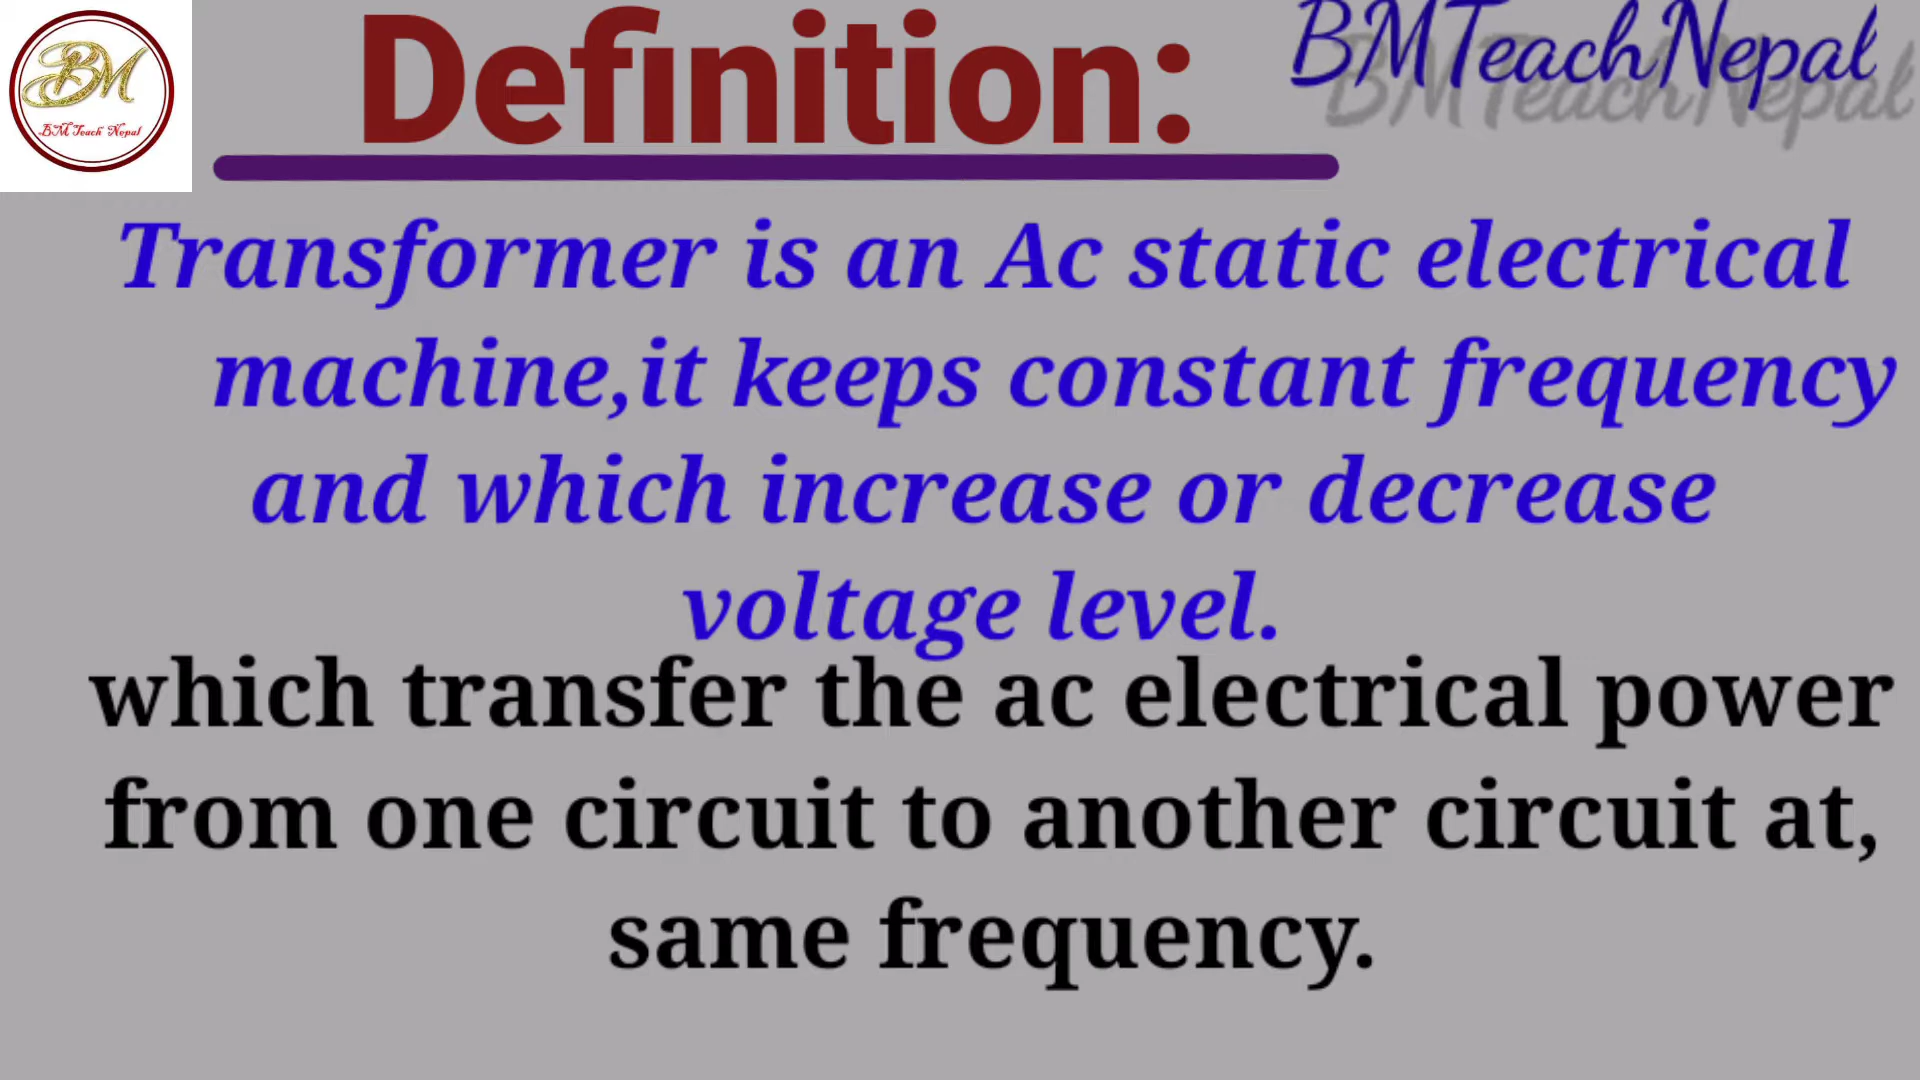 BM
BM Teach Nepal
Definition:
BMTeachNepal
Transformer is an Ac static electrical
machine,it keeps constant frequency
and which increase or decrease
voltage level.
which transfer the ac electrical power
from one circuit to another circuit at,
same frequency.